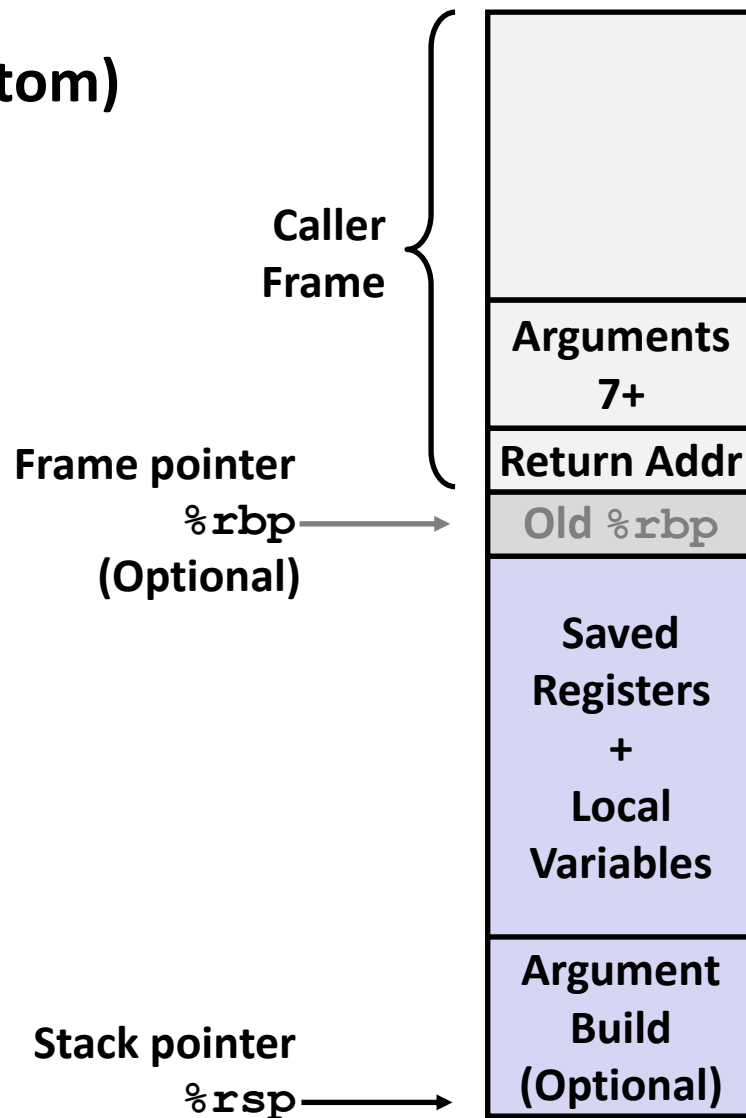 tom)
Caller
Frame
Arguments
7+
Return Addr
Frame pointer
%rbp
(Optional)
Old %rbp
Saved
Registers
+
Local
Variables
Argument
Build
(Optional)
Stack pointer
%rsp